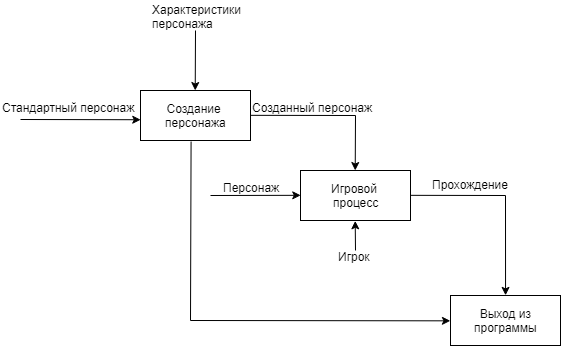 Характеристики
персонажа
Стандартный персонаж
Создание
персонажа
Созданный персонаж
Персонаж
Игровой
процесс
Прохождение
Игрок
Выход из
программы